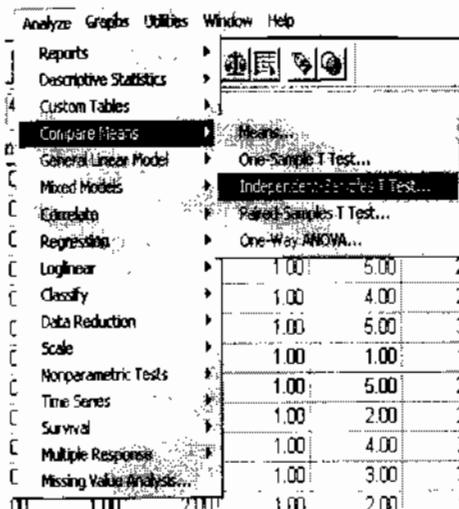 Analyze Graphs Utilities Window Help
Reports
Descriptive Statistics
Custom Tables
Compare Means
General Linear Model
Mixed Models
Correlate
Regression
Loglinear
Classify
Data Reduction
Scale
Nonparametric Tests
Time Series
Survival
Multiple Response
Missing Value Analysis...
Means...
One-Sample T Test...
Independent-Samples T Test...
Paired-Samples T Test...
One-Way ANOVA...
1.00 5.00
1.00 4.00
1.00 5.00
1.00 1.00
1.00 5.00
1.00 2.00
1.00 4.00
1.00 3.00
1.00 2.00